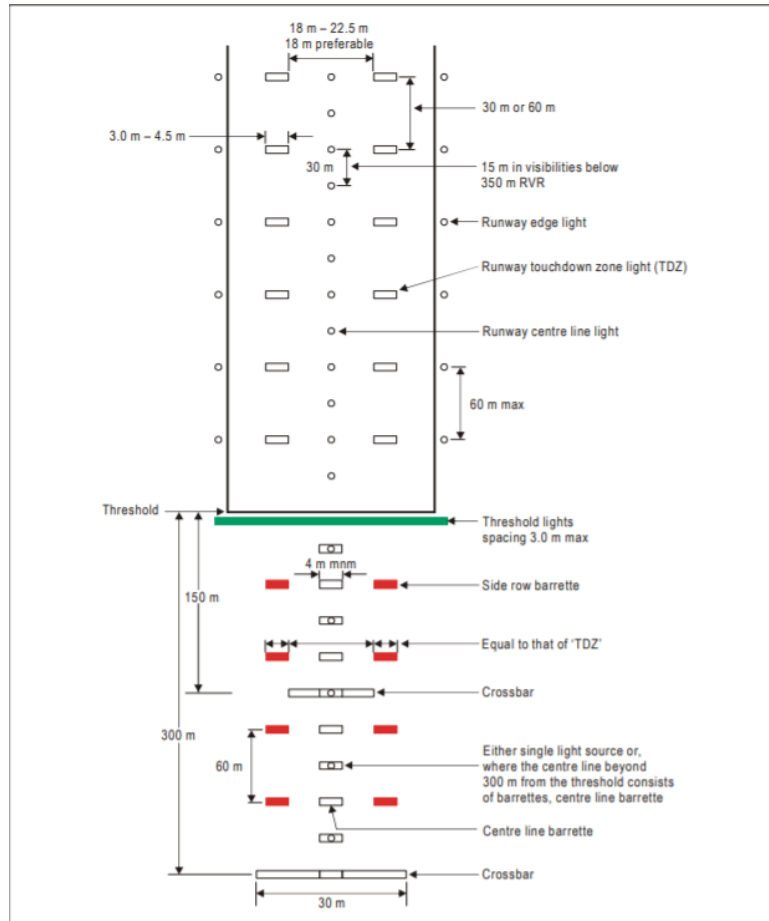 18 m – 22.5 m
18 m preferable
30 m or 60 m
3.0 m – 4.5 m
30 m
15 m in visibilities below
350 m RVR
Runway edge light
Runway touchdown zone light (TDZ)
Runway centre line light
60 m max
Threshold
Threshold lights
spacing 3.0 m max
4 m mnm
Side row barrette
150 m
Equal to that of ‘TDZ’
Crossbar
300 m
60 m
Either single light source or,
where the centre line beyond
300 m from the threshold consists
of barrettes, centre line barrette
Centre line barrette
Crossbar
30 m